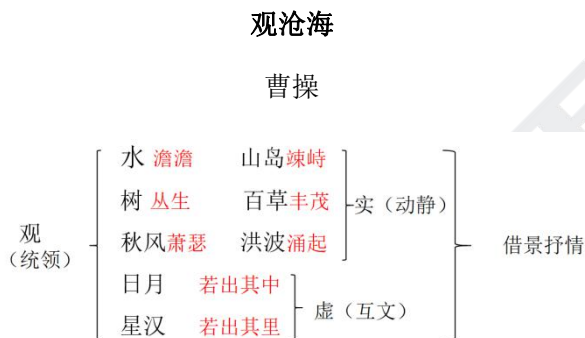 观沧海
曹操
水 澹澹 山岛竦峙
树 丛生 百草丰茂
实（动静）
秋风萧瑟 洪波涌起
观
（统领）
借景抒情
日月 若出其中
虚（互文）
星汉 若出其里